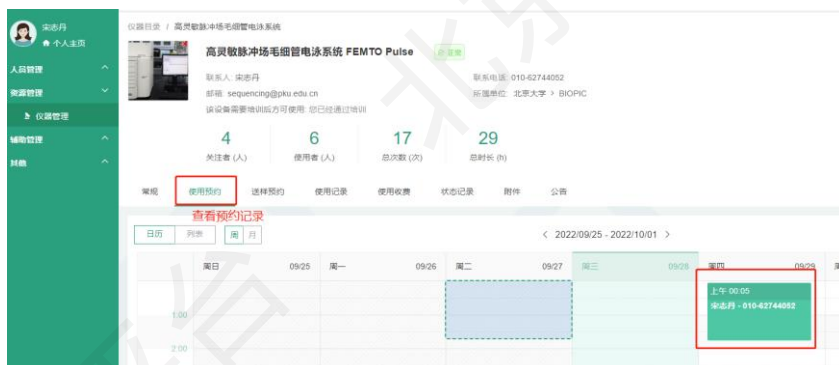 宋志丹
个人主页
人员管理
资源管理
仪器管理
辅助管理
其他
仪器目录 / 高灵敏脉冲场毛细管电泳系统
高灵敏脉冲场毛细管电泳系统 FEMTO Pulse
联系人: 宋志丹
联系电话: 010-62744052
邮箱: sequencing@pku.edu.cn
所属单位: 北京大学 > BIOPIC
该设备需要培训后方可使用: 您已经通过培训
4
6
17
29
关注者 (人)
使用者 (人)
总次数 (次)
总时长 (h)
常规
使用预约
送样预约
使用记录
使用收费
状态记录
附件
公告
查看预约记录
日历
列表
周
月
< 2022/09/25 - 2022/10/01 >
周日 09/25
周一 09/26
周二 09/27
周三 09/28
周四 09/29
上午 00:05
宋志丹 - 010-62744052
1:00
2:00